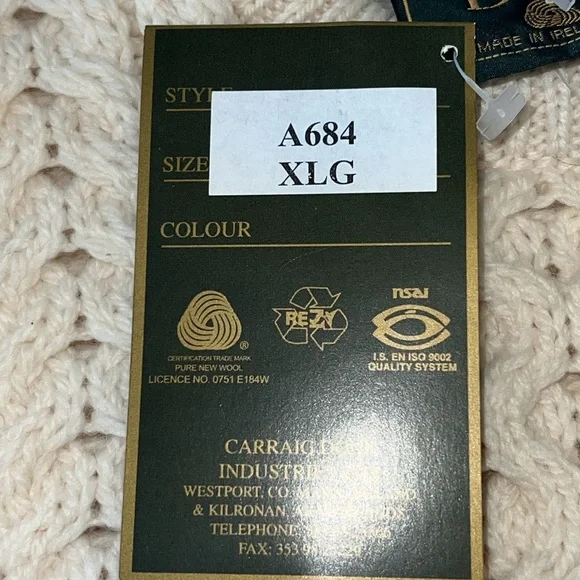 MADE IN IREL
STYLE
A684
SIZE
XLG
COLOUR
REZY
nsai
®
CERTIFICATION TRADE MARK
PURE NEW WOOL
LICENCE NO. 0751 E184W
I.S. EN ISO 9002
QUALITY SYSTEM
CARRAIG
INDUSTRI
WESTPORT, CO.
& KILRONAN,
TELEPHONE
FAX: 353